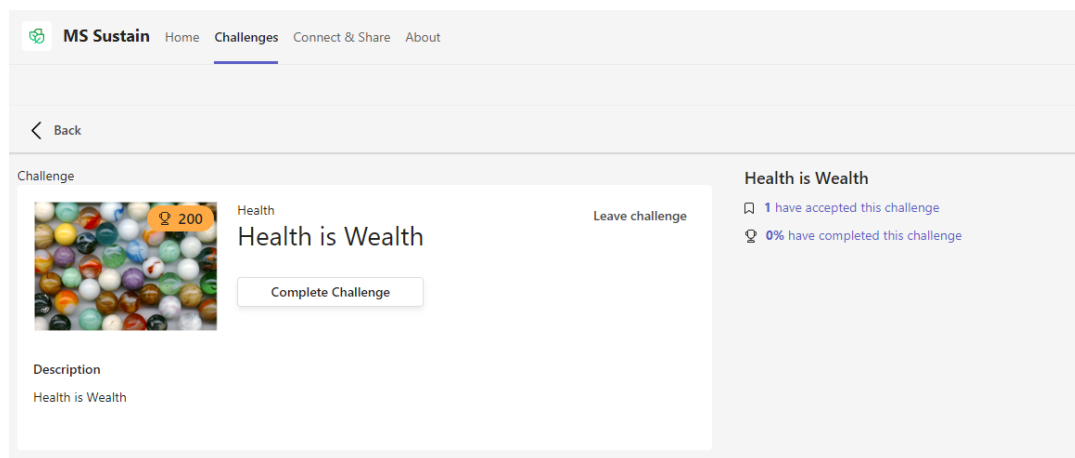 MS Sustain Home Challenges Connect & Share About
Back
Challenge
200
Health
Health is Wealth
Leave challenge
Complete Challenge
Description
Health is Wealth
Health is Wealth
1 have accepted this challenge
0% have completed this challenge